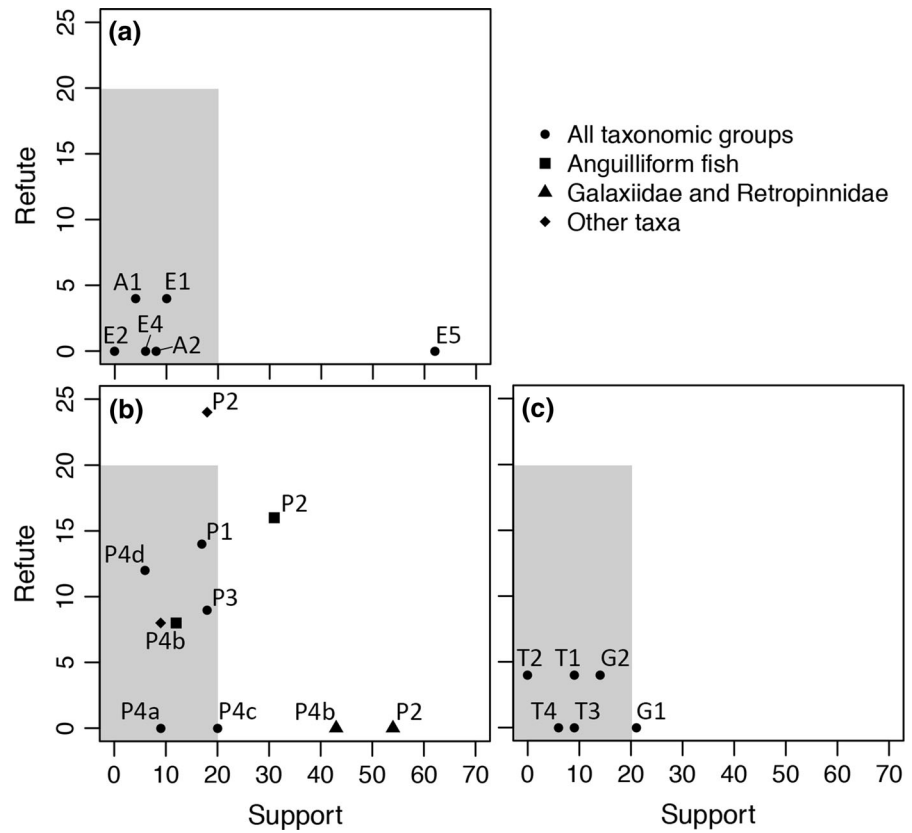 (a)
Refute
25
20
15
10
5
0
A1 E1
E2 E4 A2 E5
All taxonomic groups
Anguilliform fish
Galaxiidae and Retropinnidae
Other taxa
(b)
Refute
25
20
15
10
5
0
P2
P2
P1
P4d
P3
P4b
P4a P4c P4b P2
0 10 20 30 40 50 60 70
Support
(c)
T2 T1 G2
T4 T3 G1
0 10 20 30 40 50 60 70
Support